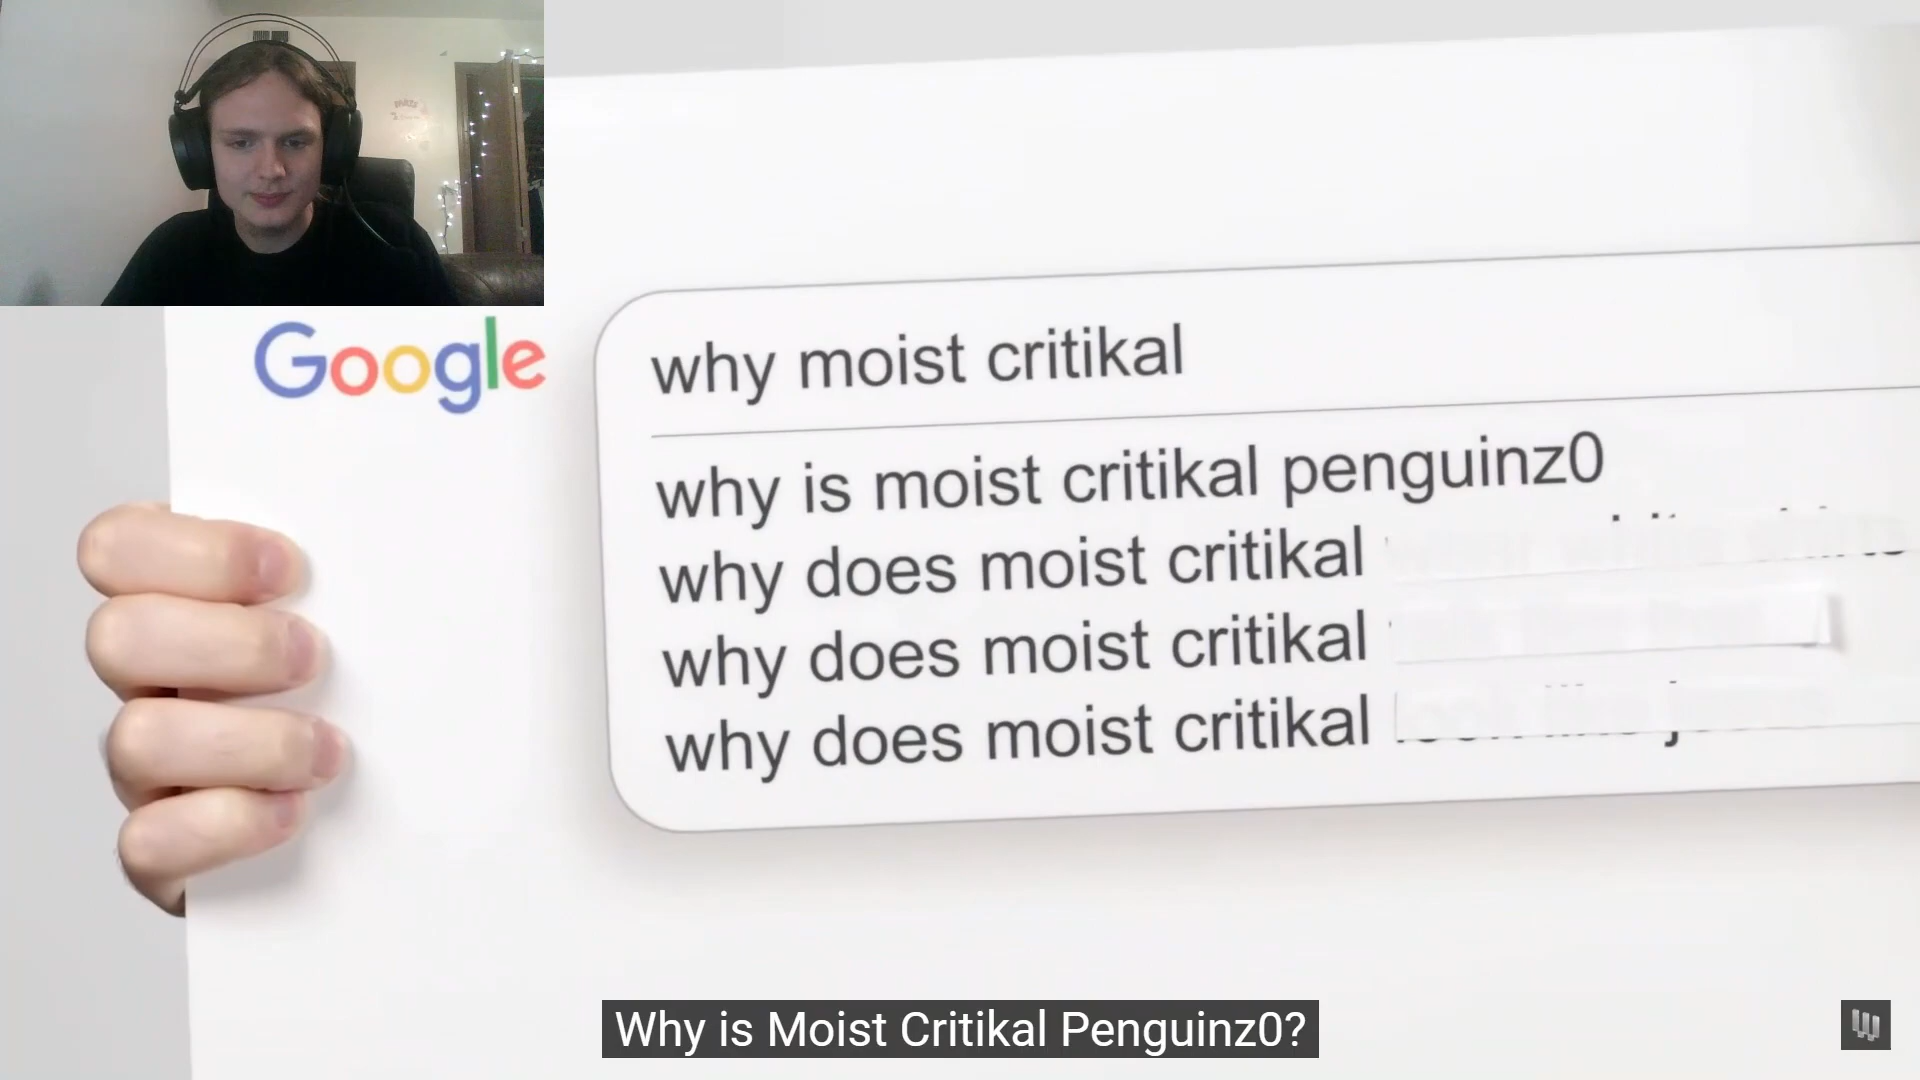 Google
why moist critikal
why is moist critikal penguinz0
why does moist critikal
why does moist critikal
why does moist critikal
Why is Moist Critikal Penguinz0?